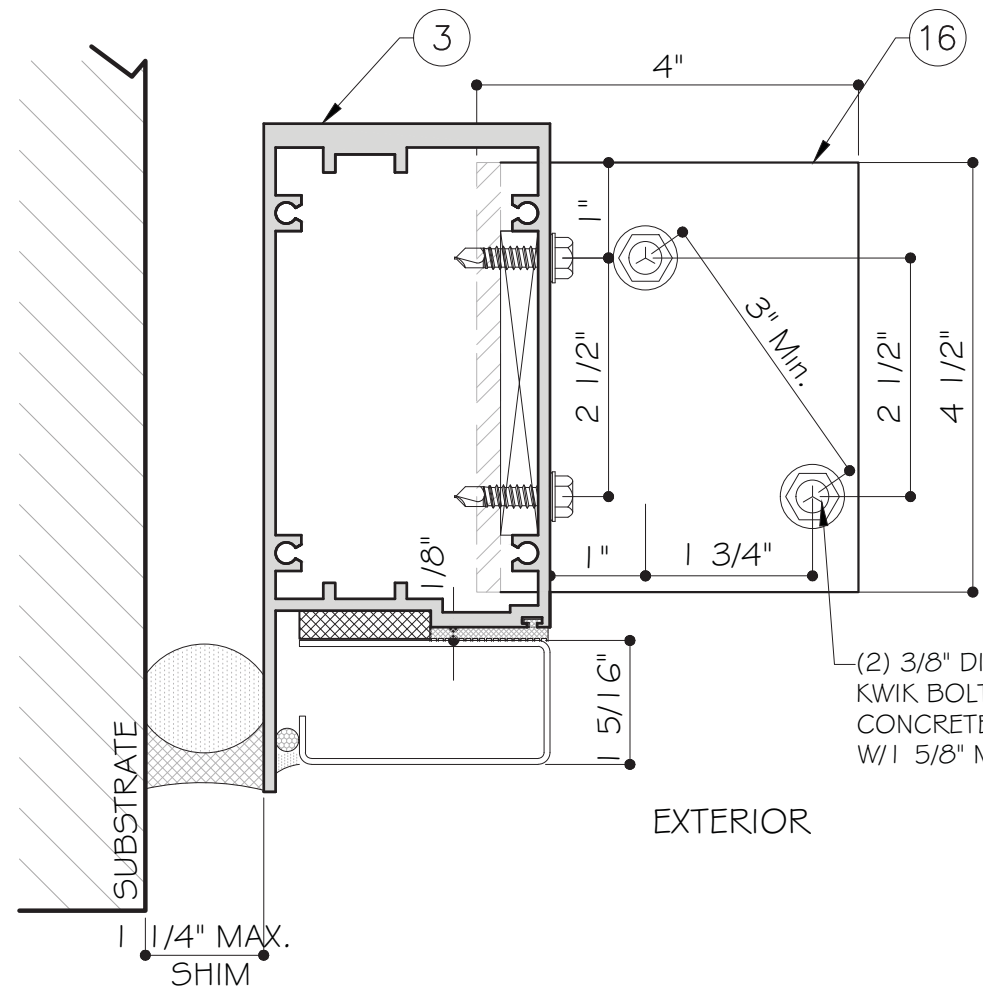 3
16
4"
1"
3" Min.
2 1/2"
2 1/2"
4 1/2"
1/8"
1"
1 3/4"
1 5/16"
(2) 3/8" DI
KWIK BOLT
CONCRETE
W/1 5/8" M
SUBSTRATE
EXTERIOR
1 1/4" MAX.
SHIM